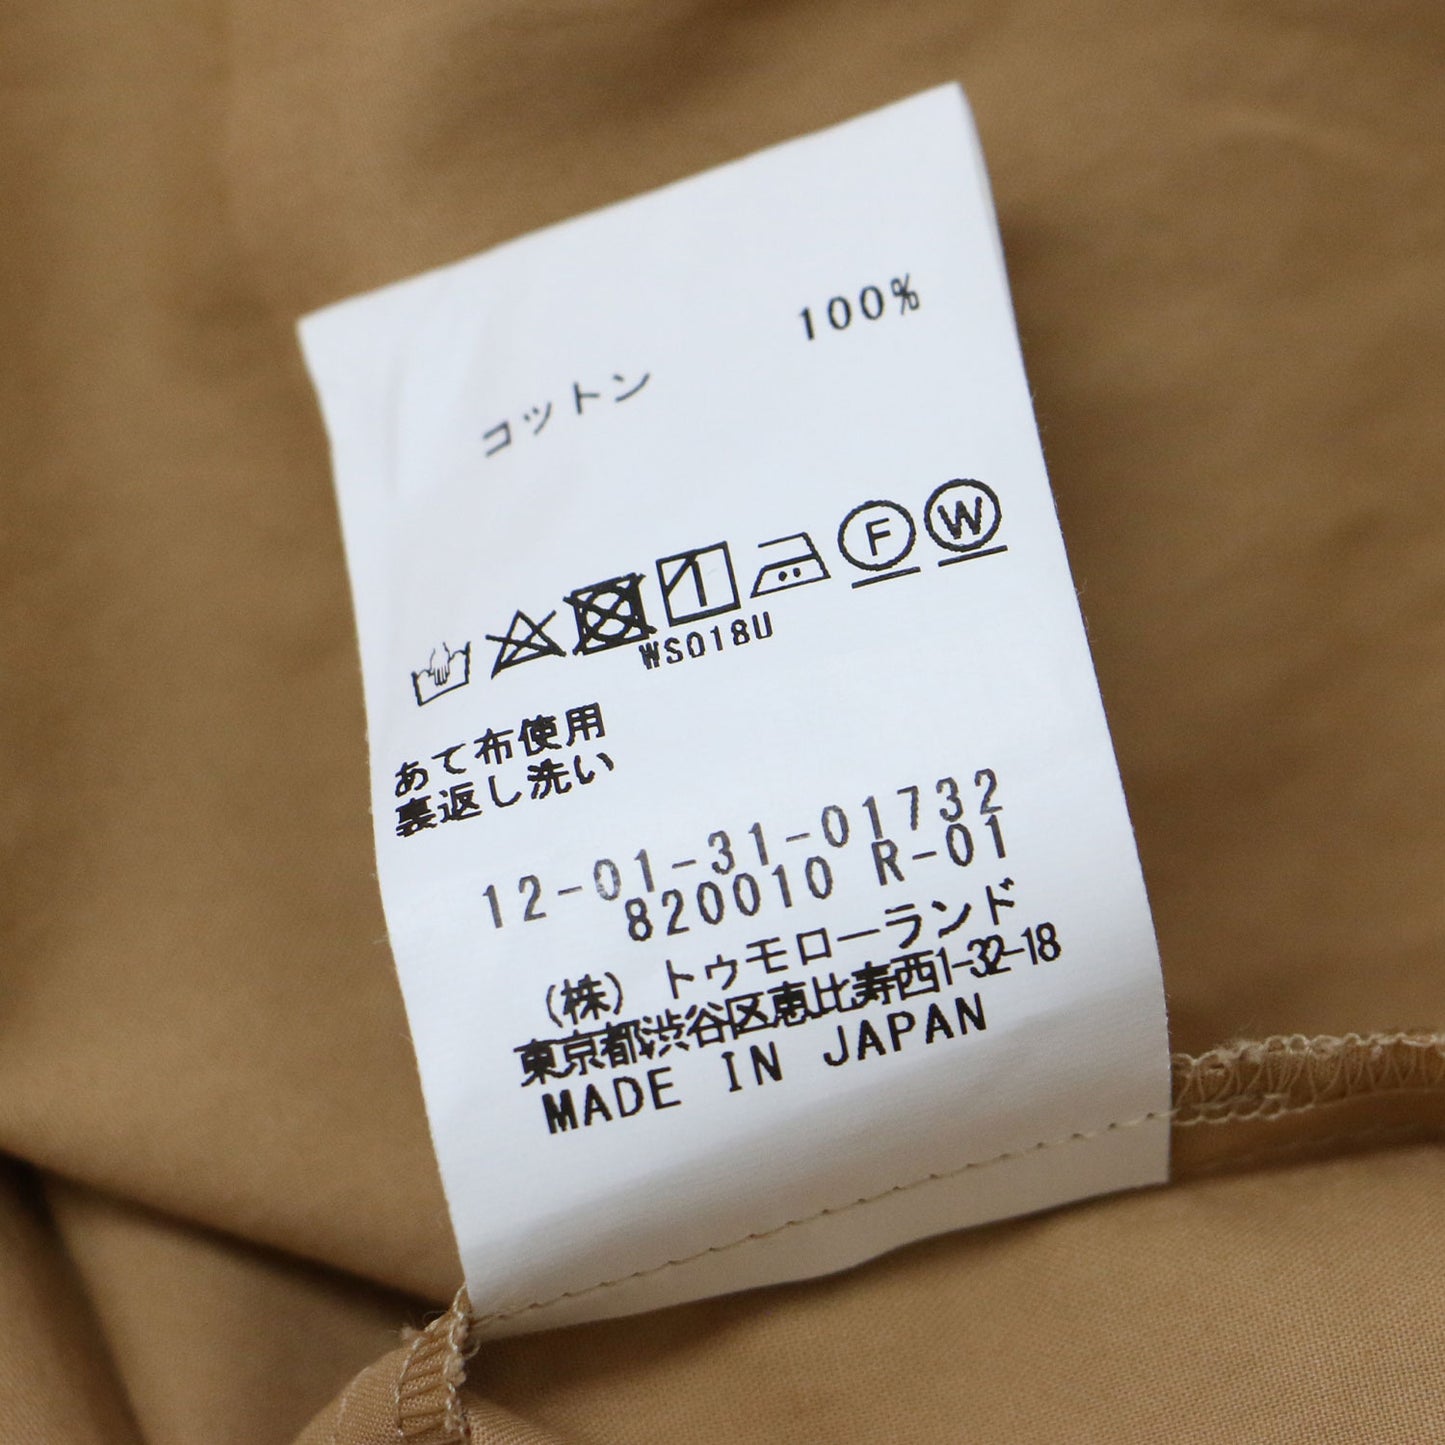 100%
コットン
F W
WS018U
あて布使用
裏返し洗い
12-01-31-01732
820010 R-01
(株) トゥモローランド
東京都渋谷区恵比寿西1-32-18
MADE IN JAPAN